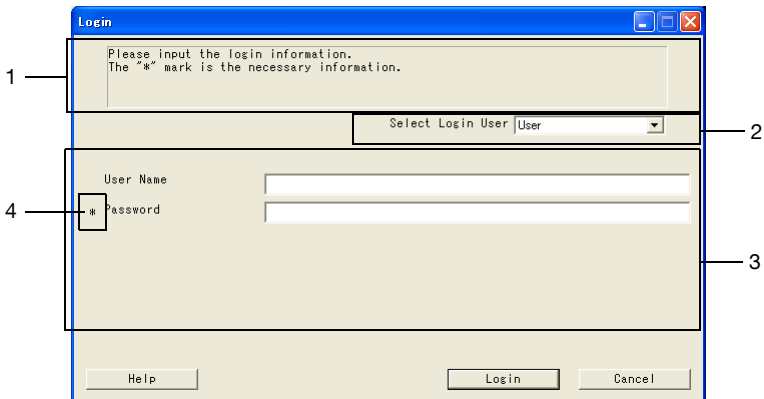 Login
Please input the login information.
The "*" mark is the necessary information.
1
Select Login User User
2
User Name
4
* Password
3
Help Login Cancel